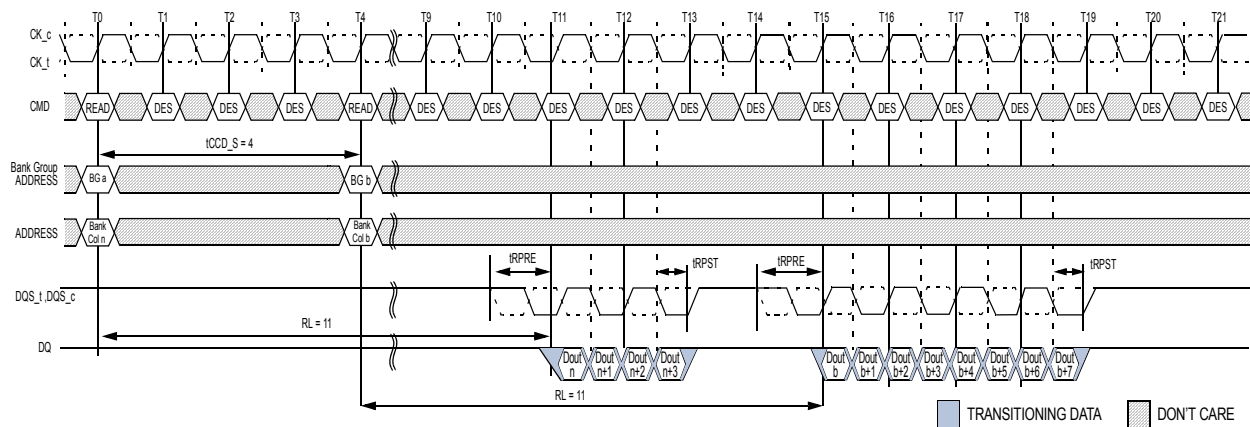 T0 T1 T2 T3 T4 T9 T10 T11 T12 T13 T14 T15 T16 T17 T18 T19 T20 T21
CK_c
CK_t
CMD READ DES DES DES READ DES DES DES DES DES DES DES DES DES DES DES DES DES
tCCD_S = 4
Bank Group
ADDRESS
BG a BG b
ADDRESS
Bank
Col n
Bank
Col b
tRPRE tRPST tRPRE tRPST
DQS_t ,DQS_c
RL = 11
DQ
Dout
n
Dout
n+1
Dout
n+2
Dout
n+3
Dout
b
Dout
b+1
Dout
b+2
Dout
b+3
Dout
b+4
Dout
b+5
Dout
b+6
Dout
b+7
RL = 11
TRANSITIONING DATA DON'T CARE